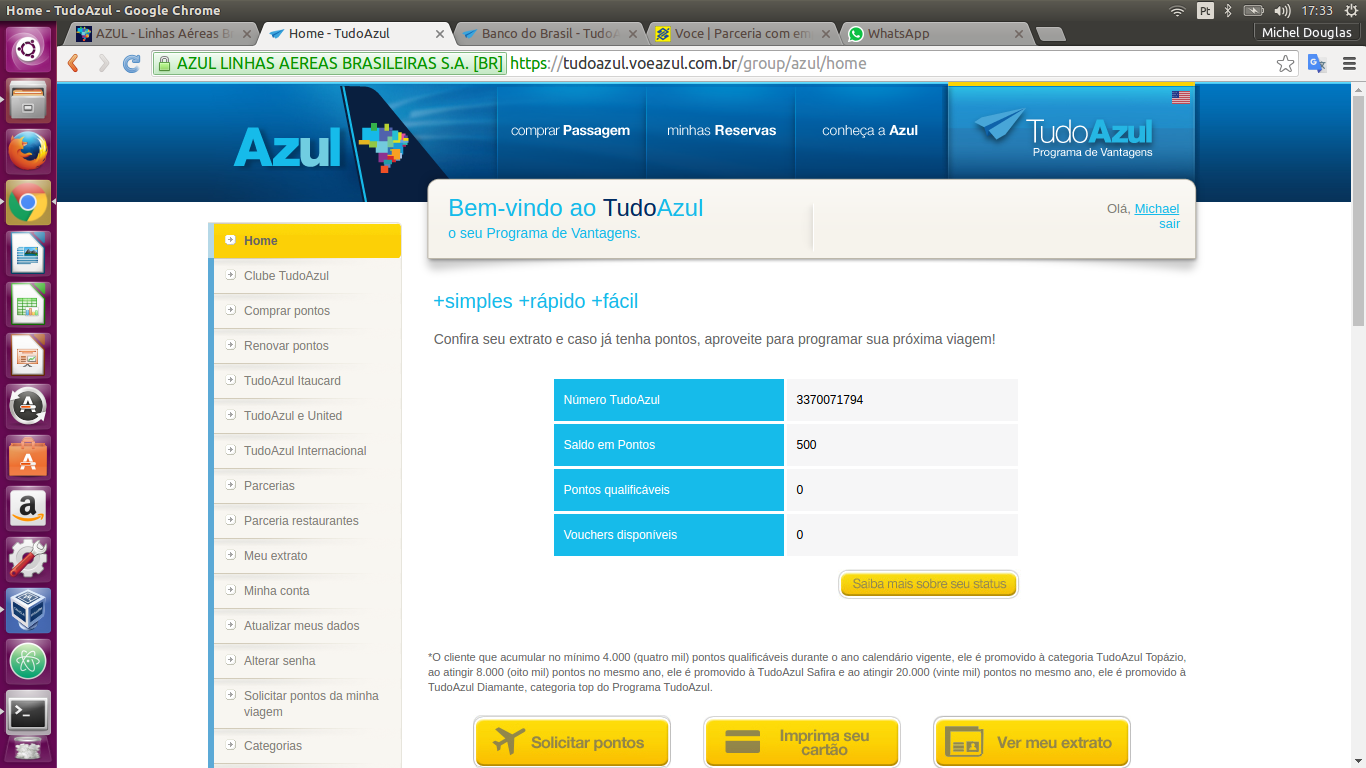 Home - TudoAzul - Google Chrome
Pt
17:33
AZUL - Linhas Aéreas B
Home - TudoAzul
Banco do Brasil - TudoA
Voce | Parceria com em
WhatsApp
Michel Douglas
AZUL LINHAS AEREAS BRASILEIRAS S.A. [BR]
https://tudoazul.voeazul.com.br/group/azul/home
Azul
comprar Passagem
minhas Reservas
conheça a Azul
TudoAzul
Programa de Vantagens
Bem-vindo ao TudoAzul
o seu Programa de Vantagens.
Olá, Michael
sair
Home
Clube TudoAzul
Comprar pontos
Renovar pontos
TudoAzul Itaucard
TudoAzul e United
TudoAzul Internacional
Parcerias
Parceria restaurantes
Meu extrato
Minha conta
Atualizar meus dados
Alterar senha
Solicitar pontos da minha
viagem
Categorias
+simples +rápido +fácil
Confira seu extrato e caso já tenha pontos, aproveite para programar sua próxima viagem!
Número TudoAzul 3370071794
Saldo em Pontos 500
Pontos qualificáveis 0
Vouchers disponíveis 0
Saiba mais sobre seu status
*O cliente que acumular no mínimo 4.000 (quatro mil) pontos qualificáveis durante o ano calendário vigente, ele é promovido à categoria TudoAzul Topázio,
ao atingir 8.000 (oito mil) pontos no mesmo ano, ele é promovido à TudoAzul Safira e ao atingir 20.000 (vinte mil) pontos no mesmo ano, ele é promovido à
TudoAzul Diamante, categoria top do Programa TudoAzul.
Solicitar pontos
Imprima seu
cartão
Ver meu extrato